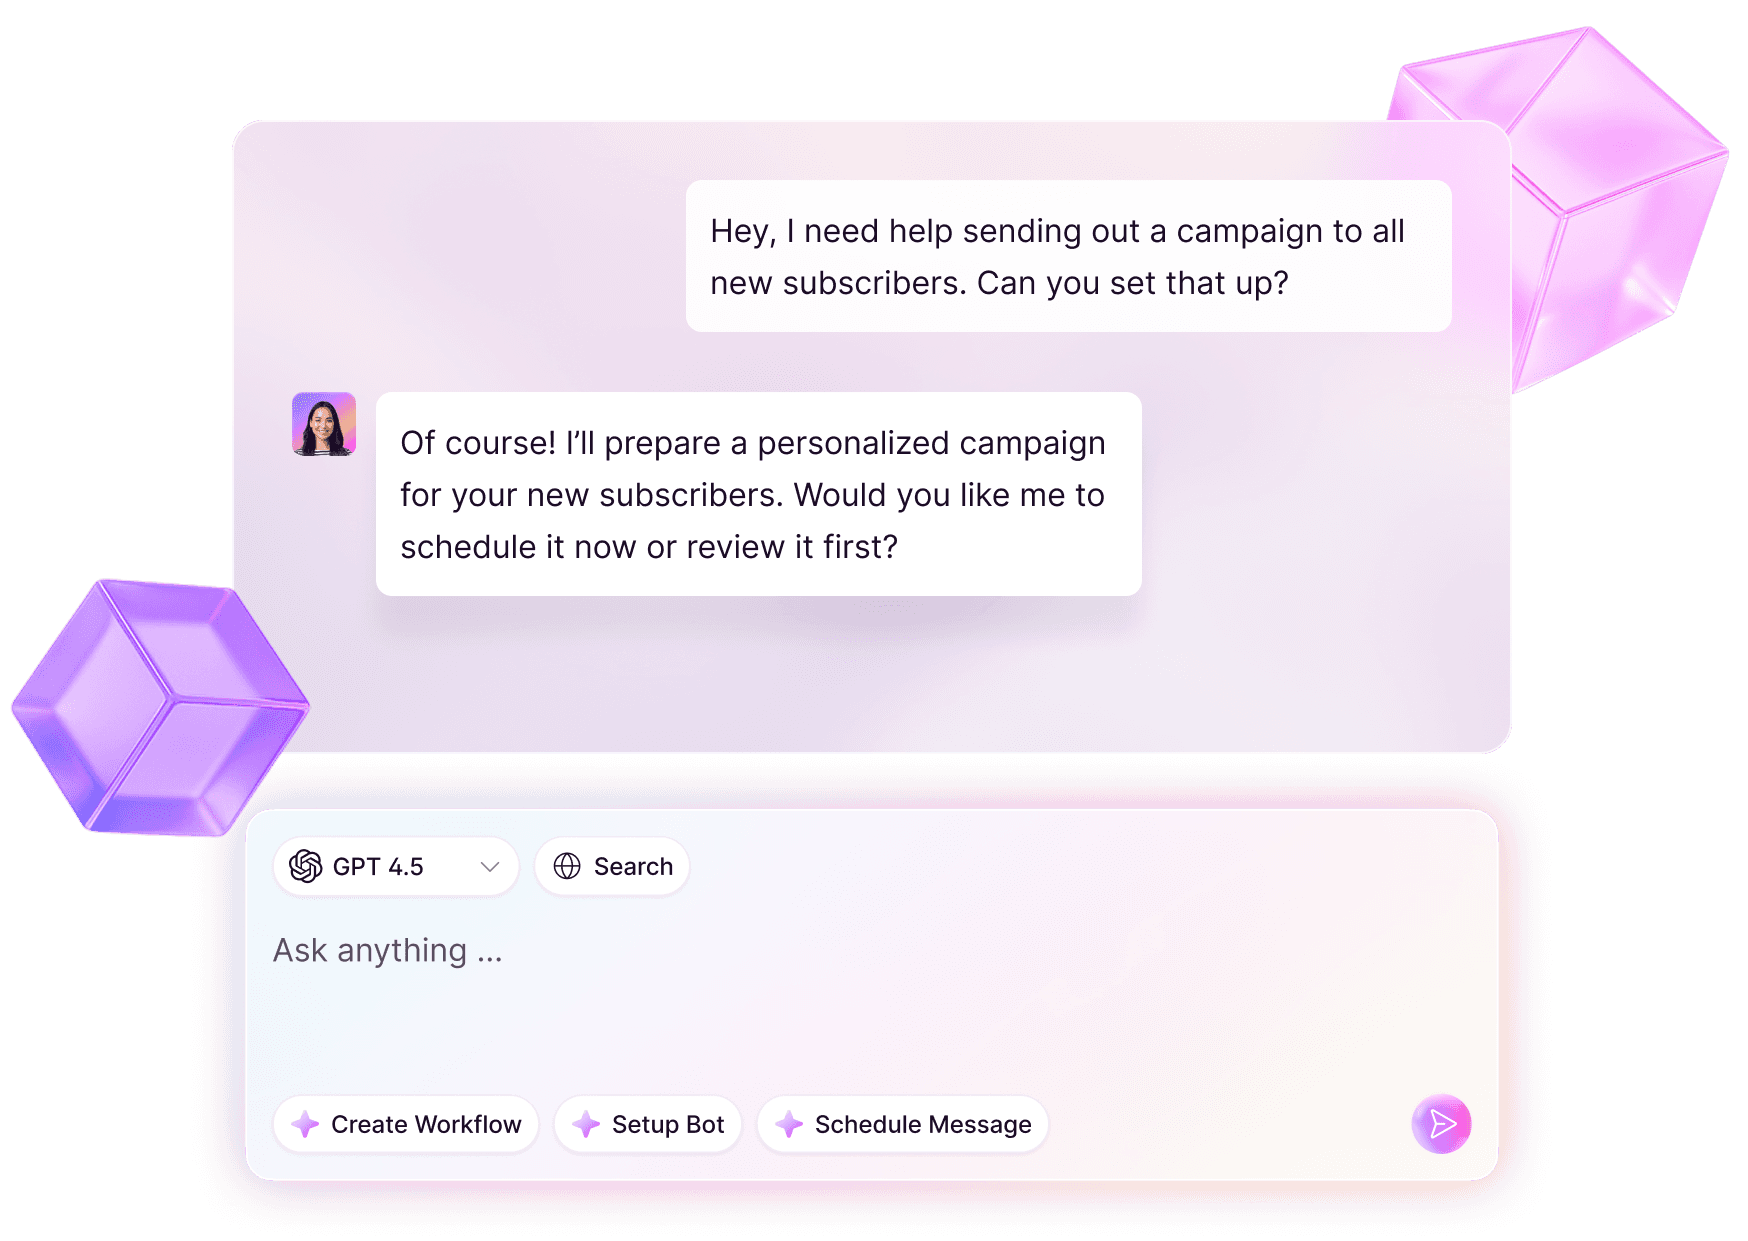 Hey, I need help sending out a campaign to all
new subscribers. Can you set that up?
Of course! I’ll prepare a personalized campaign
for your new subscribers. Would you like me to
schedule it now or review it first?
GPT 4.5
Search
Ask anything ...
Create Workflow
Setup Bot
Schedule Message